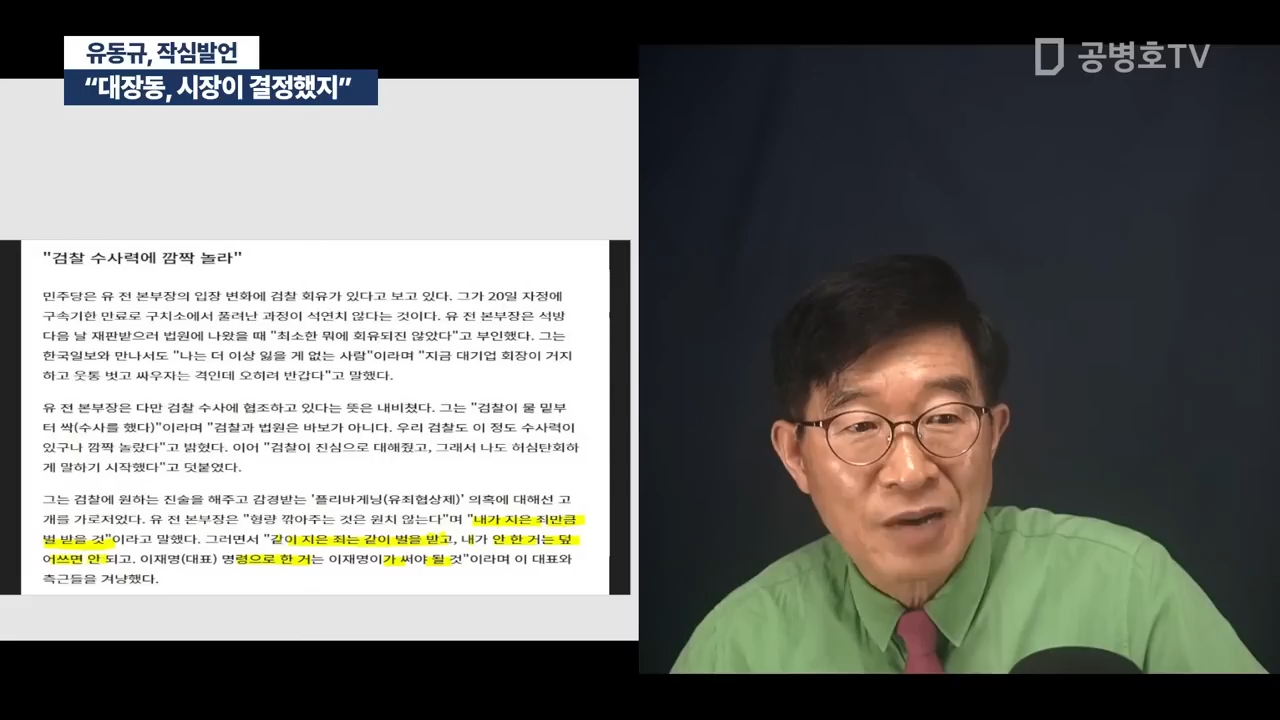 유동규, 작심발언
“대장동, 시장이 결정했지”
공병호TV
"검찰 수사력에 깜짝 놀라"
민주당은 유 전 본부장의 입장 변화에 검찰 회유가 있다고 보고 있다. 그가 20일 자정에
구속기한 만료로 구치소에서 풀려난 과정이 석연치 않다는 것이다. 유 전 본부장은 석방
다음 날 재판받으러 법원에 나왔을 때 "최소한 뭐에 회유되진 않았다"고 부인했다. 그는
한국일보와 만나서도 "나는 더 이상 잃을 게 없는 사람"이라며 "지금 대기업 회장이 거지
하고 웃통 벗고 싸우자는 격인데 오히려 반갑다"고 말했다.
유 전 본부장은 다만 검찰 수사에 협조하고 있다는 뜻은 내비쳤다. 그는 "검찰이 물 밑부
터 싹(수사를 했다)"이라며 "검찰과 법원은 바보가 아니다. 우리 검찰도 이 정도 수사력이
있구나 깜짝 놀랐다"고 밝혔다. 이어 "검찰이 진심으로 대해줬고, 그래서 나도 허심탄회하
게 말하기 시작했다"고 덧붙였다.
그는 검찰에 원하는 진술을 해주고 감경받는 '플리바게닝(유죄협상제)' 의혹에 대해선 고
개를 가로저었다. 유 전 본부장은 "형량 깎아주는 것은 원치 않는다"며 "내가 지은 죄만큼
벌 받을 것"이라고 말했다. 그러면서 "같이 지은 죄는 같이 벌을 받고, 내가 안 한 거는 덮
어쓰면 안 되고. 이재명(대표) 명령으로 한 거는 이재명이가 써야 될 것"이라며 이 대표와
측근들을 겨냥했다.